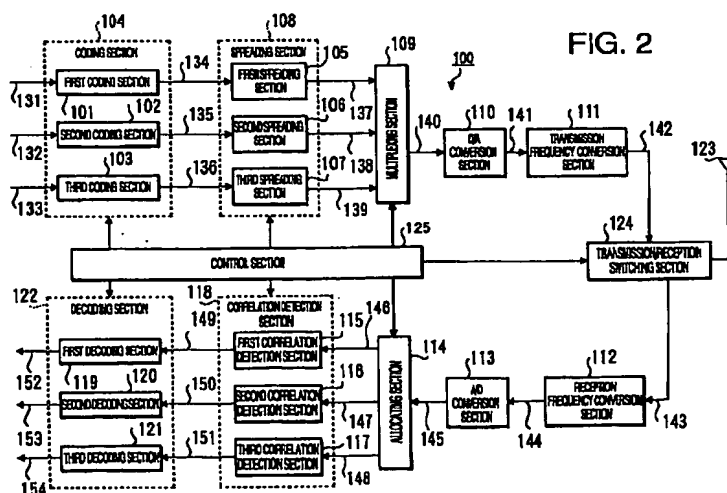 FIG. 2
100
104
CODING SECTION
108
SPREADING SECTION
109
131
FIRST CODING SECTION
101
134
FIRST SPREADING SECTION
105
137
132
102
SECOND CODING SECTION
135
SECOND SPREADING SECTION
106
138
133
103
THIRD CODING SECTION
136
THIRD SPREADING SECTION
107
139
MULTIPLEXING SECTION
140
110
D/A
CONVERSION
SECTION
141
111
TRANSMISSION
FREQUENCY CONVERSION
SECTION
142
123
125
CONTROL SECTION
124
TRANSMISSION/RECEPTION
SWITCHING SECTION
122
DECODING SECTION
118
CORRELATION DETECTION
SECTION
149
115
146
FIRST DECODING SECTION
FIRST CORRELATION
DETECTION SECTION
152
119
120
150
116
SECOND DECODING SECTION
SECOND CORRELATION
DETECTION SECTION
147
153
121
151
117
THIRD DECODING SECTION
THIRD CORRELATION
DETECTION SECTION
148
154
114
ALLOCATING SECTION
145
113
A/D
CONVERSION
SECTION
144
112
RECEPTION
FREQUENCY CONVERSION
SECTION
143